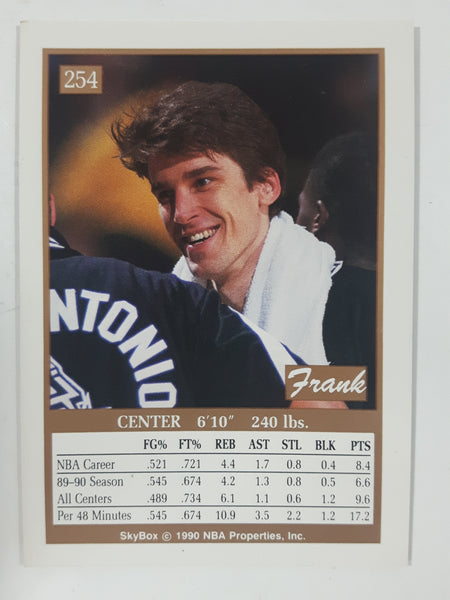 254
NTONIO
Frank
CENTER 6'10" 240 lbs.
FG% FT% REB AST STL BLK PTS
NBA Career .521 .721 4.4 1.7 0.8 0.4 8.4
89-90 Season .545 .674 4.2 1.3 0.8 0.5 6.6
All Centers .489 .734 6.1 1.1 0.6 1.2 9.6
Per 48 Minutes .545 .674 10.9 3.5 2.2 1.2 17.2
SkyBox © 1990 NBA Properties, Inc.